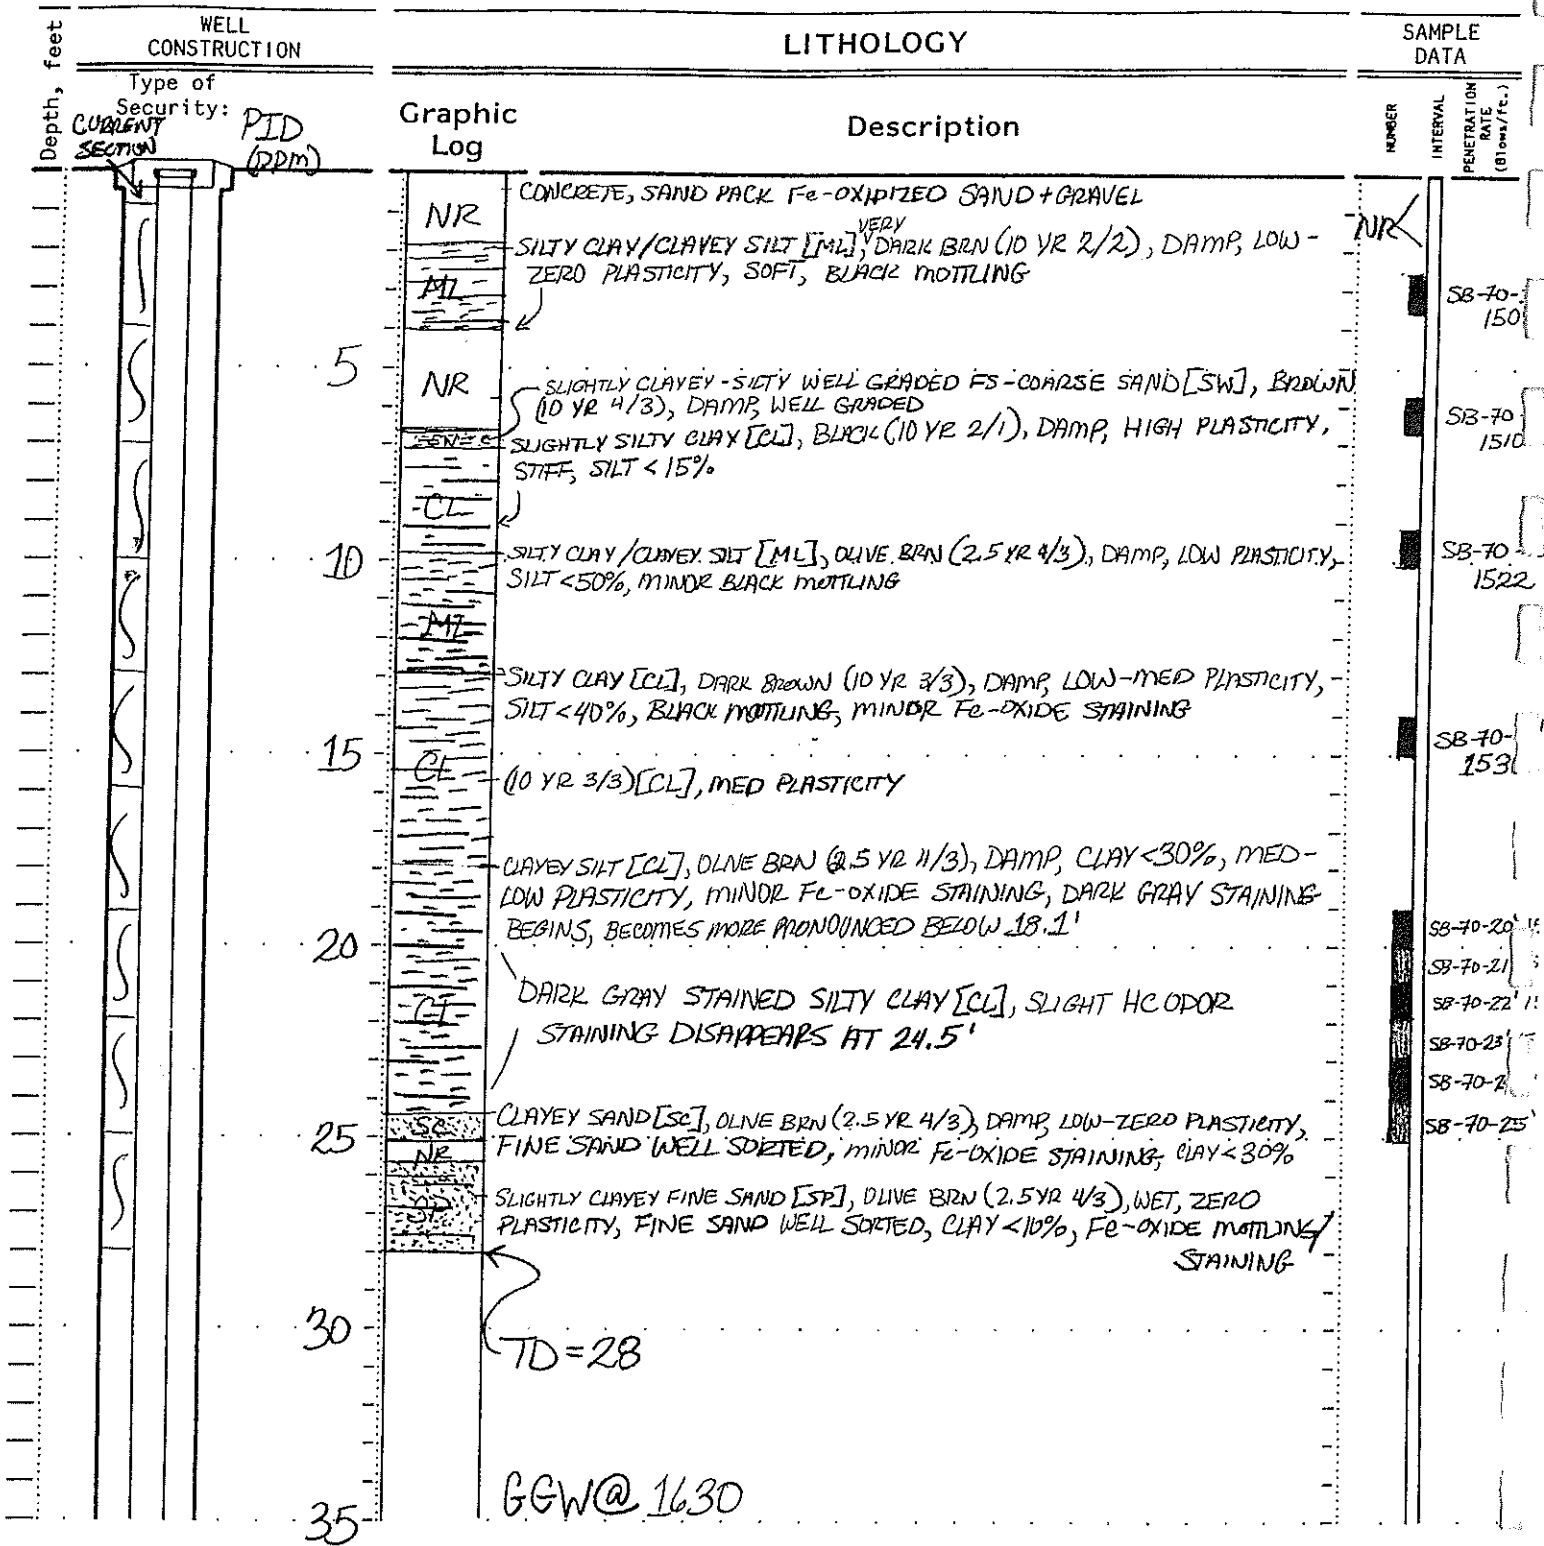 Depth, feet
WELL
CONSTRUCTION
LITHOLOGY
SAMPLE
DATA
Type of
Security:
CURRENT
SECTION
PID
(PPM)
Graphic
Log
Description
NUMBER
INTERVAL
PENETRATION
RATE
(Blows/ft.)
NR
CONCRETE, SAND PACK Fe-OXIDIZED SAND + GRAVEL
NR
VERY
SILTY CLAY/CLAYEY SILT [ML], DARK BRN (10 YR 2/2), DAMP, LOW-
ZERO PLASTICITY, SOFT, BLACK MOTTLING
ML
SB-70-
150
5
NR
SLIGHTLY CLAYEY-SILTY WELL GRADED FS-COARSE SAND [SW], BROWN
(10 YR 4/3), DAMP, WELL GRADED
SB-70
1510
SLIGHTLY SILTY CLAY [CL], BLACK (10 YR 2/1), DAMP, HIGH PLASTICITY,
STIFF, SILT < 15%
CL
10
SILTY CLAY/CLAYEY SILT [ML], OLIVE BRN (2.5 YR 4/3), DAMP, LOW PLASTICITY,
SILT <50%, MINOR BLACK MOTTLING
SB-70-
1522
ML
SILTY CLAY [CL], DARK BROWN (10 YR 3/3), DAMP, LOW-MED PLASTICITY,
SILT <40%, BLACK MOTTLING, MINOR Fe-OXIDE STAINING
15
CL
SB-70-
153
(10 YR 3/3) [CL], MED PLASTICITY
CLAYEY SILT [CL], OLIVE BRN (2.5 YR 4/3), DAMP, CLAY <30%, MED-
LOW PLASTICITY, MINOR Fe-OXIDE STAINING, DARK GRAY STAINING
BEGINS, BECOMES MORE PRONOUNCED BELOW 18.1'
20
SB-70-20'
SB-70-21
DARK GRAY STAINED SILTY CLAY [CL], SLIGHT HC ODOR
SB-70-22'
CL
STAINING DISAPPEARS AT 24.5'
SB-70-23'
SB-70-2
CLAYEY SAND [SC], OLIVE BRN (2.5 YR 4/3), DAMP, LOW-ZERO PLASTICITY,
SC
SB-70-25'
25
FINE SAND WELL SORTED, MINOR Fe-OXIDE STAINING, CLAY <30%
NR
SLIGHTLY CLAYEY FINE SAND [SP], OLIVE BRN (2.5YR 4/3), WET, ZERO
SP
PLASTICITY, FINE SAND WELL SORTED, CLAY <10%, Fe-OXIDE MOTTLING/
STAINING
30
TD=28
GGW@ 1630
35